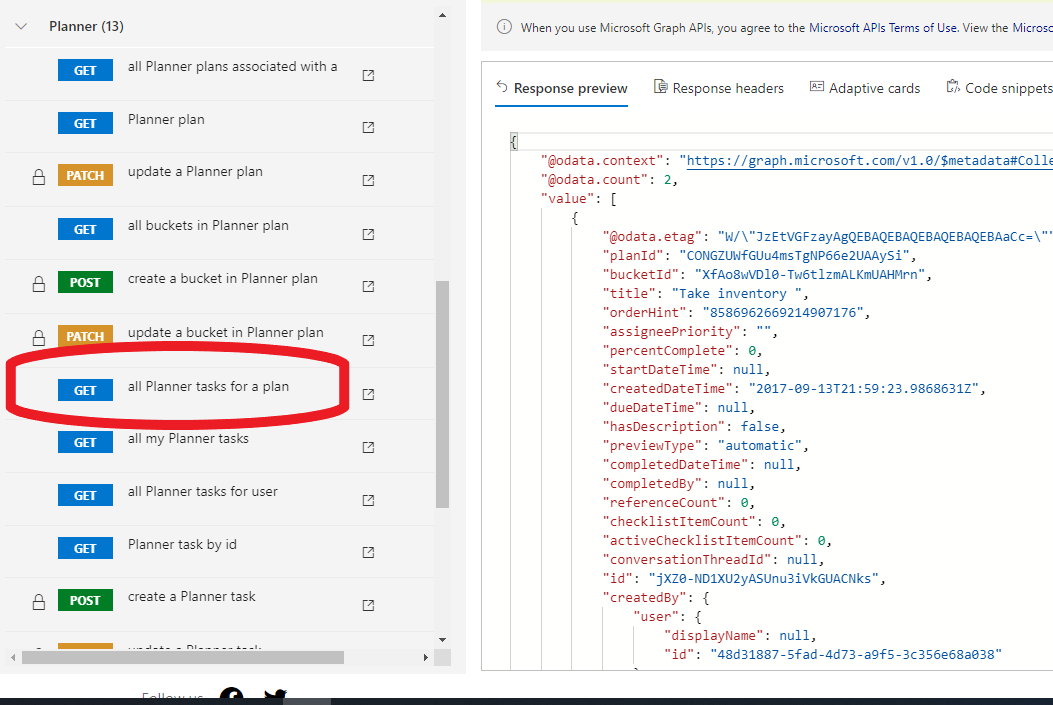 Planner (13)
GET all Planner plans associated with a
GET Planner plan
PATCH update a Planner plan
GET all buckets in Planner plan
POST create a bucket in Planner plan
PATCH update a bucket in Planner plan
GET all Planner tasks for a plan
GET all my Planner tasks
GET all Planner tasks for user
GET Planner task by id
POST create a Planner task
update a Planner task
Follow us
When you use Microsoft Graph APIs, you agree to the Microsoft APIs Terms of Use. View the Microso
Response preview Response headers Adaptive cards Code snippets
{
"@odata.context": "https://graph.microsoft.com/v1.0/$metadata#Colle
"@odata.count": 2,
"value": [
{
"@odata.etag": "W/\"JzEtVGFzayAgQEBAQEBAQEBAQEBAQEBAaCc=\""
"planId": "CONGZUWfGUu4msTgNP66e2UAAySi",
"bucketId": "XfAo8wVDl0-Tw6tlzmALKmUAHMrn",
"title": "Take inventory ",
"orderHint": "8586962669214907176",
"assigneePriority": "",
"percentComplete": 0,
"startDateTime": null,
"createdDateTime": "2017-09-13T21:59:23.9868631Z",
"dueDateTime": null,
"hasDescription": false,
"previewType": "automatic",
"completedDateTime": null,
"completedBy": null,
"referenceCount": 0,
"checklistItemCount": 0,
"activeChecklistItemCount": 0,
"conversationThreadId": null,
"id": "jXZ0-ND1XU2yASUnu3iVkGUACNks",
"createdBy": {
"user": {
"displayName": null,
"id": "48d31887-5fad-4d73-a9f5-3c356e68a038"